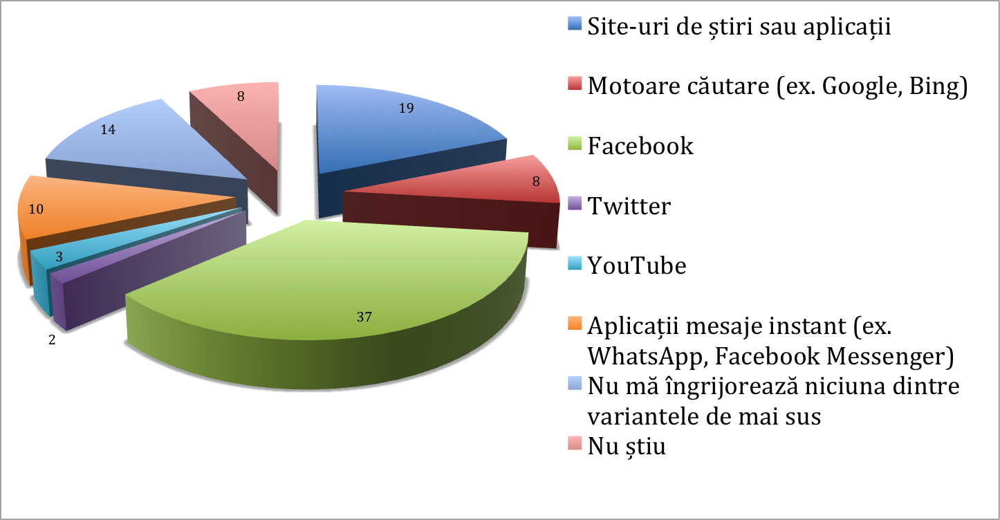 8
19
14
8
10
3
37
2
Site-uri de știri sau aplicații
Motoare căutare (ex. Google, Bing)
Facebook
Twitter
YouTube
Aplicații mesaje instant (ex.
WhatsApp, Facebook Messenger)
Nu mă îngrijorează niciuna dintre
variantele de mai sus
Nu știu